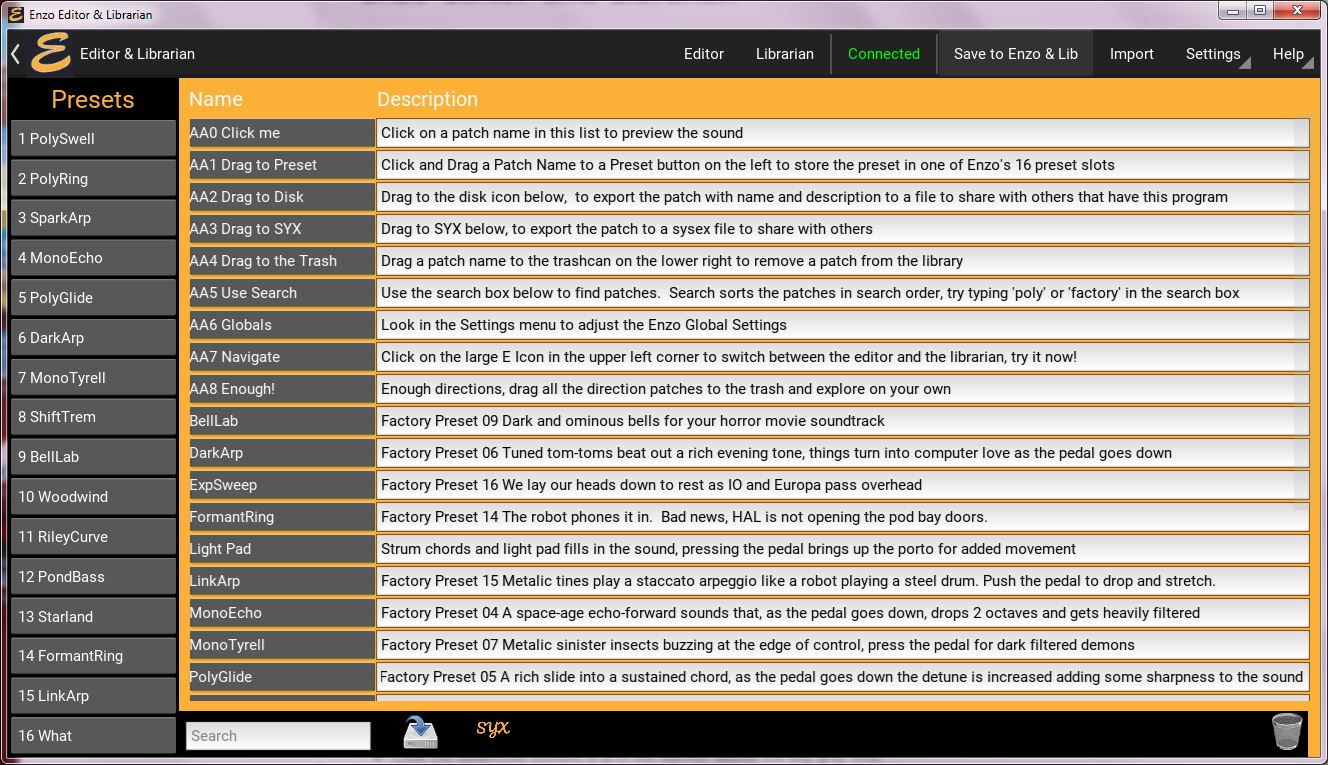 Enzo Editor & Librarian
Editor & Librarian
Editor
Librarian
Connected
Save to Enzo & Lib
Import
Settings
Help
Presets
1 PolySwell
2 PolyRing
3 SparkArp
4 MonoEcho
5 PolyGlide
6 DarkArp
7 MonoTyrell
8 ShiftTrem
9 BellLab
10 Woodwind
11 RileyCurve
12 PondBass
13 Starland
14 FormantRing
15 LinkArp
16 What
Name Description
AA0 Click me Click on a patch name in this list to preview the sound
AA1 Drag to Preset Click and Drag a Patch Name to a Preset button on the left to store the preset in one of Enzo's 16 preset slots
AA2 Drag to Disk Drag to the disk icon below,  to export the patch with name and description to a file to share with others that have this program
AA3 Drag to SYX Drag to SYX below, to export the patch to a sysex file to share with others
AA4 Drag to the Trash Drag a patch name to the trashcan on the lower right to remove a patch from the library
AA5 Use Search Use the search box below to find patches.  Search sorts the patches in search order, try typing 'poly' or 'factory' in the search box
AA6 Globals Look in the Settings menu to adjust the Enzo Global Settings
AA7 Navigate Click on the large E Icon in the upper left corner to switch between the editor and the librarian, try it now!
AA8 Enough! Enough directions, drag all the direction patches to the trash and explore on your own
BellLab Factory Preset 09 Dark and ominous bells for your horror movie soundtrack
DarkArp Factory Preset 06 Tuned tom-toms beat out a rich evening tone, things turn into computer love as the pedal goes down
ExpSweep Factory Preset 16 We lay our heads down to rest as IO and Europa pass overhead
FormantRing Factory Preset 14 The robot phones it in.  Bad news, HAL is not opening the pod bay doors.
Light Pad Strum chords and light pad fills in the sound, pressing the pedal brings up the porto for added movement
LinkArp Factory Preset 15 Metalic tines play a staccato arpeggio like a robot playing a steel drum. Push the pedal to drop and stretch.
MonoEcho Factory Preset 04 A space-age echo-forward sounds that, as the pedal goes down, drops 2 octaves and gets heavily filtered
MonoTyrell Factory Preset 07 Metalic sinister insects buzzing at the edge of control, press the pedal for dark filtered demons
PolyGlide Factory Preset 05 A rich slide into a sustained chord, as the pedal goes down the detune is increased adding some sharpness to the sound
Search
SYX